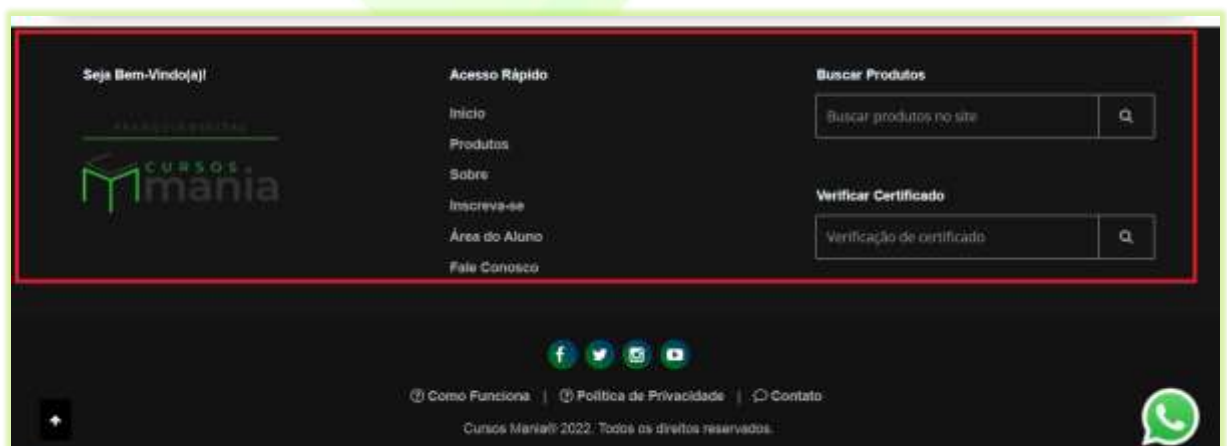 Seja Bem-Vindo(a)!
CURSOS
mania
Acesso Rápido
Início
Produtos
Sobre
Inscreva-se
Área do Aluno
Fale Conosco
Buscar Produtos
Buscar produtos no site
Verificar Certificado
Verificação de certificado
Como Funciona | Política de Privacidade | Contato
Cursos Mania® 2022. Todos os direitos reservados.